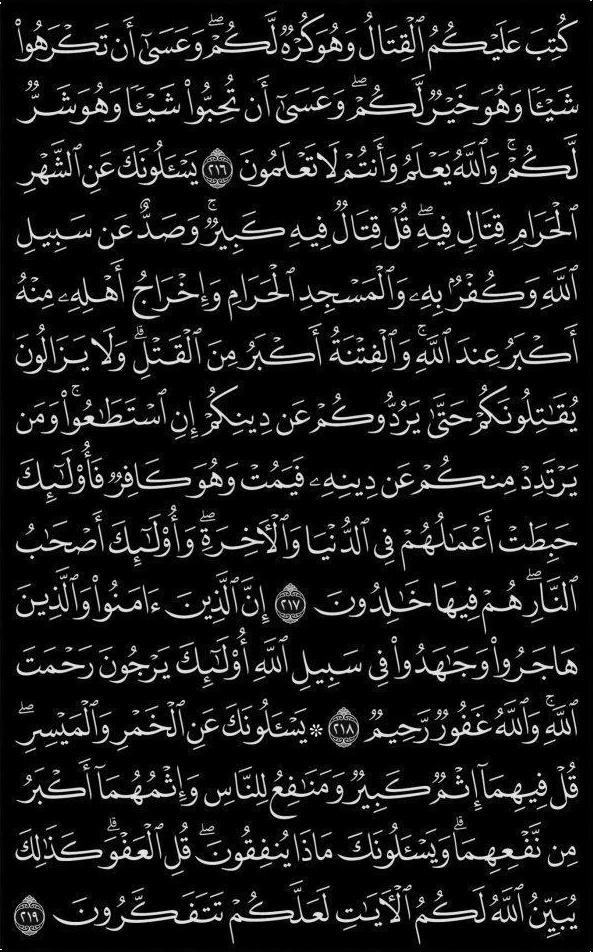 كُتِبَ عَلَيْكُمُ ٱلْقِتَالُ وَهُوَ كُرْهٌ لَّكُمْ ۖ وَعَسَىٰٓ أَن تَكْرَهُوا۟
شَيْـًٔا وَهُوَ خَيْرٌ لَّكُمْ ۖ وَعَسَىٰٓ أَن تُحِبُّوا۟ شَيْـًٔا وَهُوَ شَرٌّ
لَّكُمْ ۗ وَٱللَّهُ يَعْلَمُ وَأَنتُمْ لَا تَعْلَمُونَ ٢١٦ يَسْـَٔلُونَكَ عَنِ ٱلشَّهْرِ
ٱلْحَرَامِ قِتَالٍ فِيهِ ۖ قُلْ قِتَالٌ فِيهِ كَبِيرٌ ۖ وَصَدٌّ عَن سَبِيلِ
ٱللَّهِ وَكُفْرٌۢ بِهِۦ وَٱلْمَسْجِدِ ٱلْحَرَامِ وَإِخْرَاجُ أَهْلِهِۦ مِنْهُ
أَكْبَرُ عِندَ ٱللَّهِ ۚ وَٱلْفِتْنَةُ أَكْبَرُ مِنَ ٱلْقَتْلِ ۗ وَلَا يَزَالُونَ
يُقَـٰتِلُونَكُمْ حَتَّىٰ يَرُدُّوكُمْ عَن دِينِكُمْ إِنِ ٱسْتَطَـٰعُوا۟ ۚ وَمَن
يَرْتَدِدْ مِنكُمْ عَن دِينِهِۦ فَيَمُتْ وَهُوَ كَافِرٌ فَأُو۟لَـٰٓئِكَ
حَبِطَتْ أَعْمَـٰلُهُمْ فِى ٱلدُّنْيَا وَٱلْـَٔاخِرَةِ ۖ وَأُو۟لَـٰٓئِكَ أَصْحَـٰبُ
ٱلنَّارِ ۖ هُمْ فِيهَا خَـٰلِدُونَ ٢١٧ إِنَّ ٱلَّذِينَ ءَامَنُوا۟ وَٱلَّذِينَ
هَاجَرُوا۟ وَجَـٰهَدُوا۟ فِى سَبِيلِ ٱللَّهِ أُو۟لَـٰٓئِكَ يَرْجُونَ رَحْمَتَ
ٱللَّهِ ۚ وَٱللَّهُ غَفُورٌ رَّحِيمٌ ٢١٨ ۞ يَسْـَٔلُونَكَ عَنِ ٱلْخَمْرِ وَٱلْمَيْسِرِ ۖ
قُلْ فِيهِمَآ إِثْمٌ كَبِيرٌ وَمَنَـٰفِعُ لِلنَّاسِ وَإِثْمُهُمَآ أَكْبَرُ
مِن نَّفْعِهِمَا ۗ وَيَسْـَٔلُونَكَ مَاذَا يُنفِقُونَ ۖ قُلِ ٱلْعَفْوَ ۗ كَذَٰلِكَ
يُبَيِّنُ ٱللَّهُ لَكُمُ ٱلْـَٔايَـٰتِ لَعَلَّكُمْ تَتَفَكَّرُونَ ٢١٩